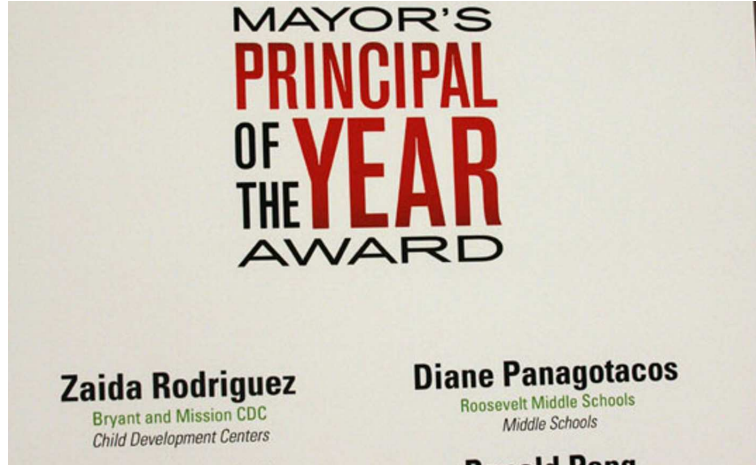 MAYOR'S
PRINCIPAL
OF THE YEAR
AWARD
Zaida Rodriguez
Bryant and Mission CDC
Child Development Centers
Diane Panagotacos
Roosevelt Middle Schools
Middle Schools